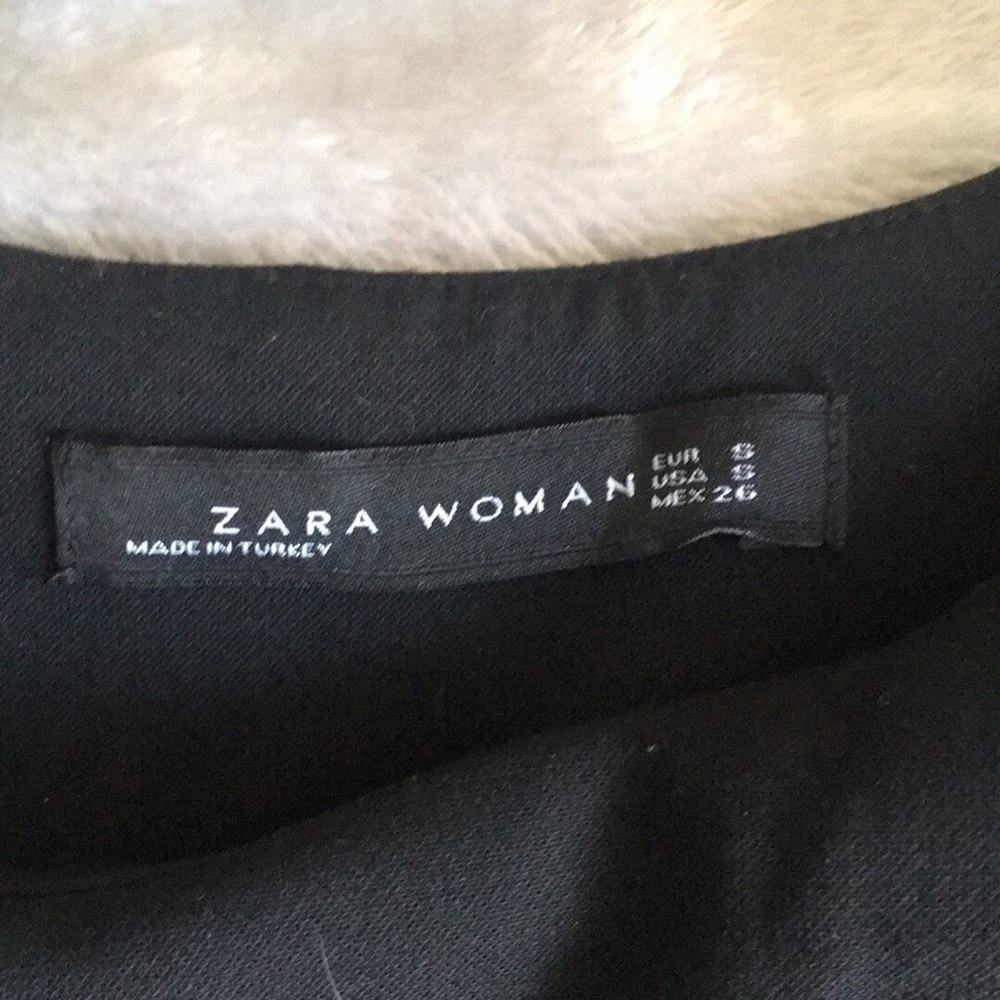 ZARA WOMAN
MADE IN TURKEY
EUR S
USA S
MEX 26